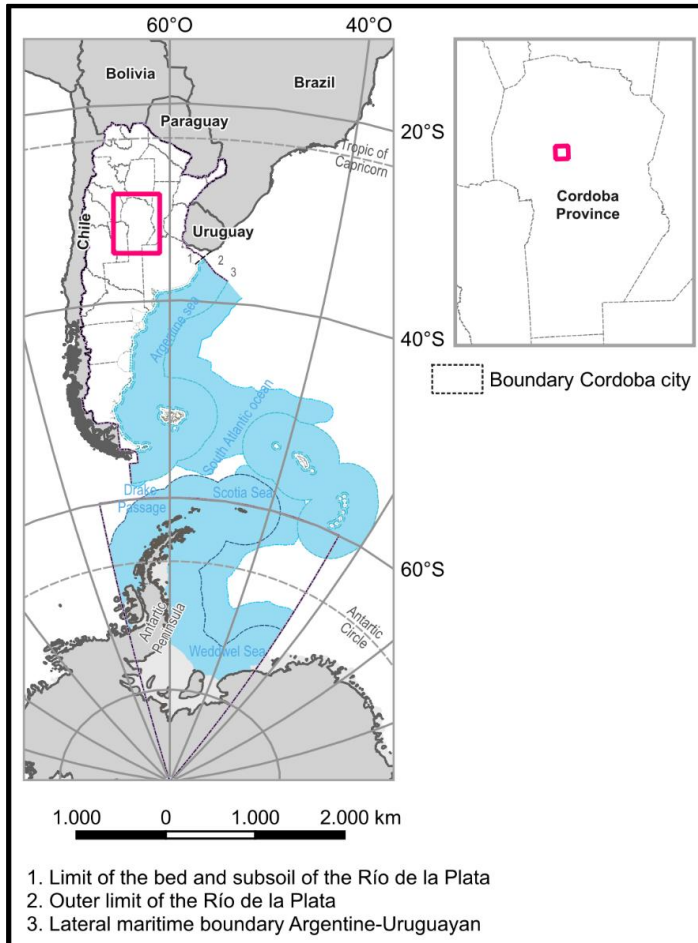 60°O
40°O
Bolivia
Brazil
Paraguay
20°S
Tropic of
Capricorn
Chile
Uruguay
1
2
3
Argentine sea
40°S
South Atlantic ocean
Drake
Passage
Scotia Sea
60°S
Antartic
Peninsula
Antartic
Circle
Weddwel Sea
Cordoba
Province
Boundary Cordoba city
1.000 0 1.000 2.000 km
1. Limit of the bed and subsoil of the Río de la Plata
2. Outer limit of the Río de la Plata
3. Lateral maritime boundary Argentine-Uruguayan